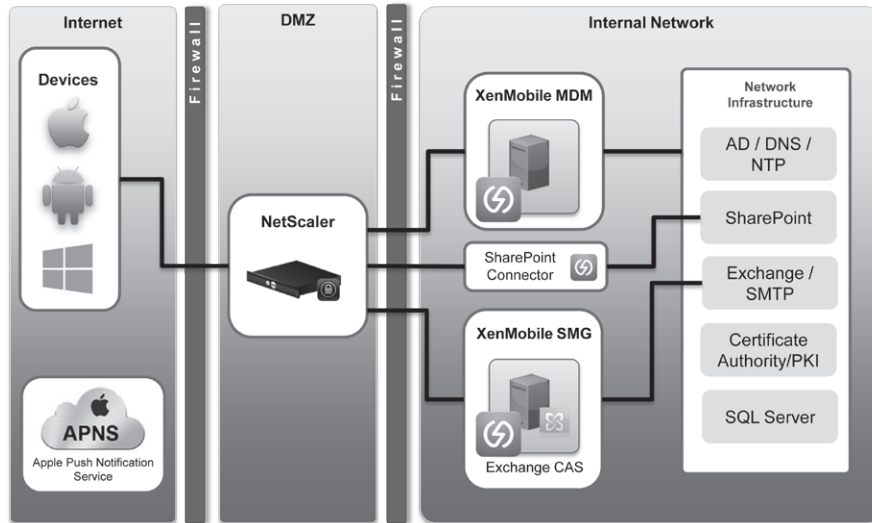 Internet
Devices
APNS
Apple Push Notification
Service
Firewall
DMZ
NetScaler
Firewall
Internal Network
XenMobile MDM
SharePoint
Connector
XenMobile SMG
Exchange CAS
Network
Infrastructure
AD / DNS /
NTP
SharePoint
Exchange /
SMTP
Certificate
Authority/PKI
SQL Server